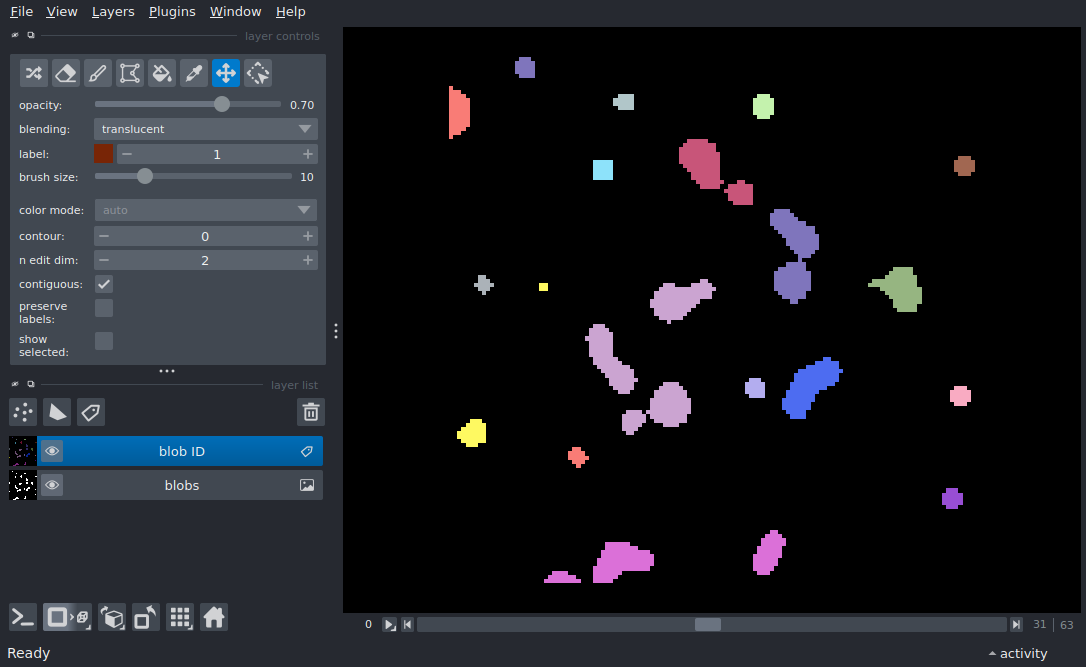 File View Layers Plugins Window Help
layer controls
opacity: 0.70
blending: translucent
label: 1
brush size: 10
color mode: auto
contour: 0
n edit dim: 2
contiguous:
preserve
labels:
show
selected:
layer list
blob ID
blobs
0 31 63
Ready activity